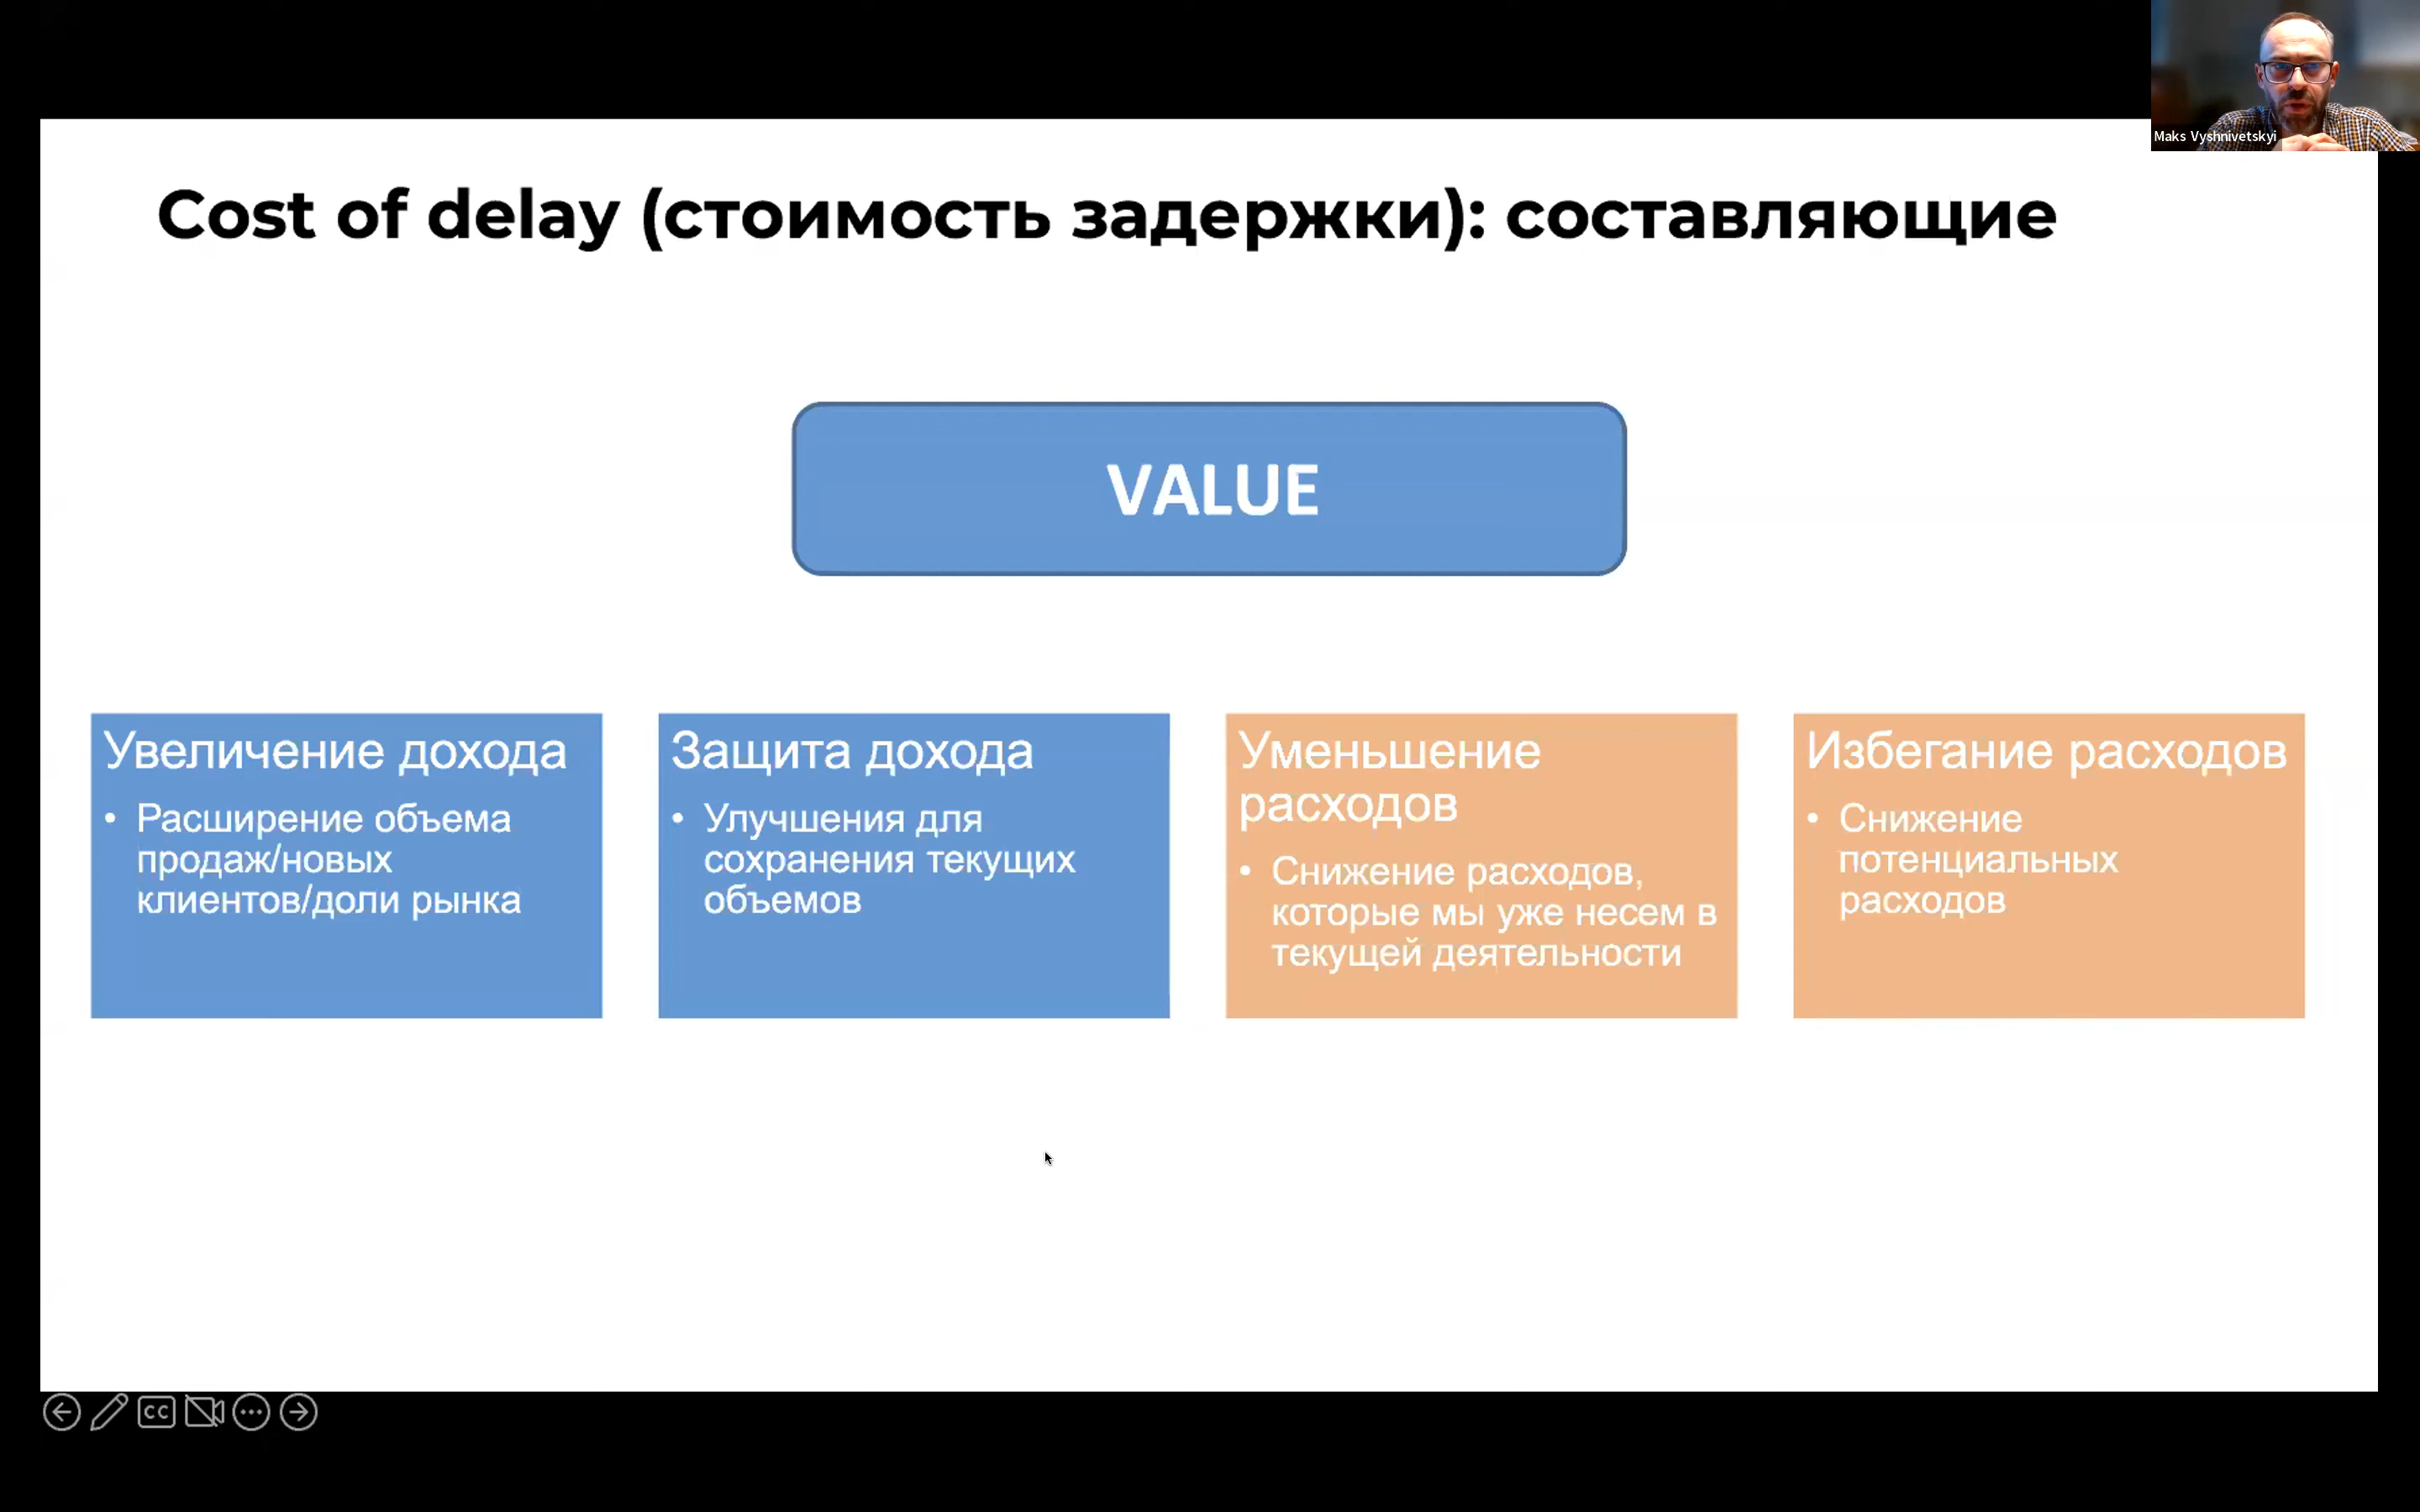 Maks Vyshnivetskyi
Cost of delay (стоимость задержки): составляющие
VALUE
Увеличение дохода
• Расширение объема
продаж/новых
клиентов/доли рынка
Защита дохода
• Улучшения для
сохранения текущих
объемов
Уменьшение
расходов
• Снижение расходов,
которые мы уже несем в
текущей деятельности
Избегание расходов
• Снижение
потенциальных
расходов
CC